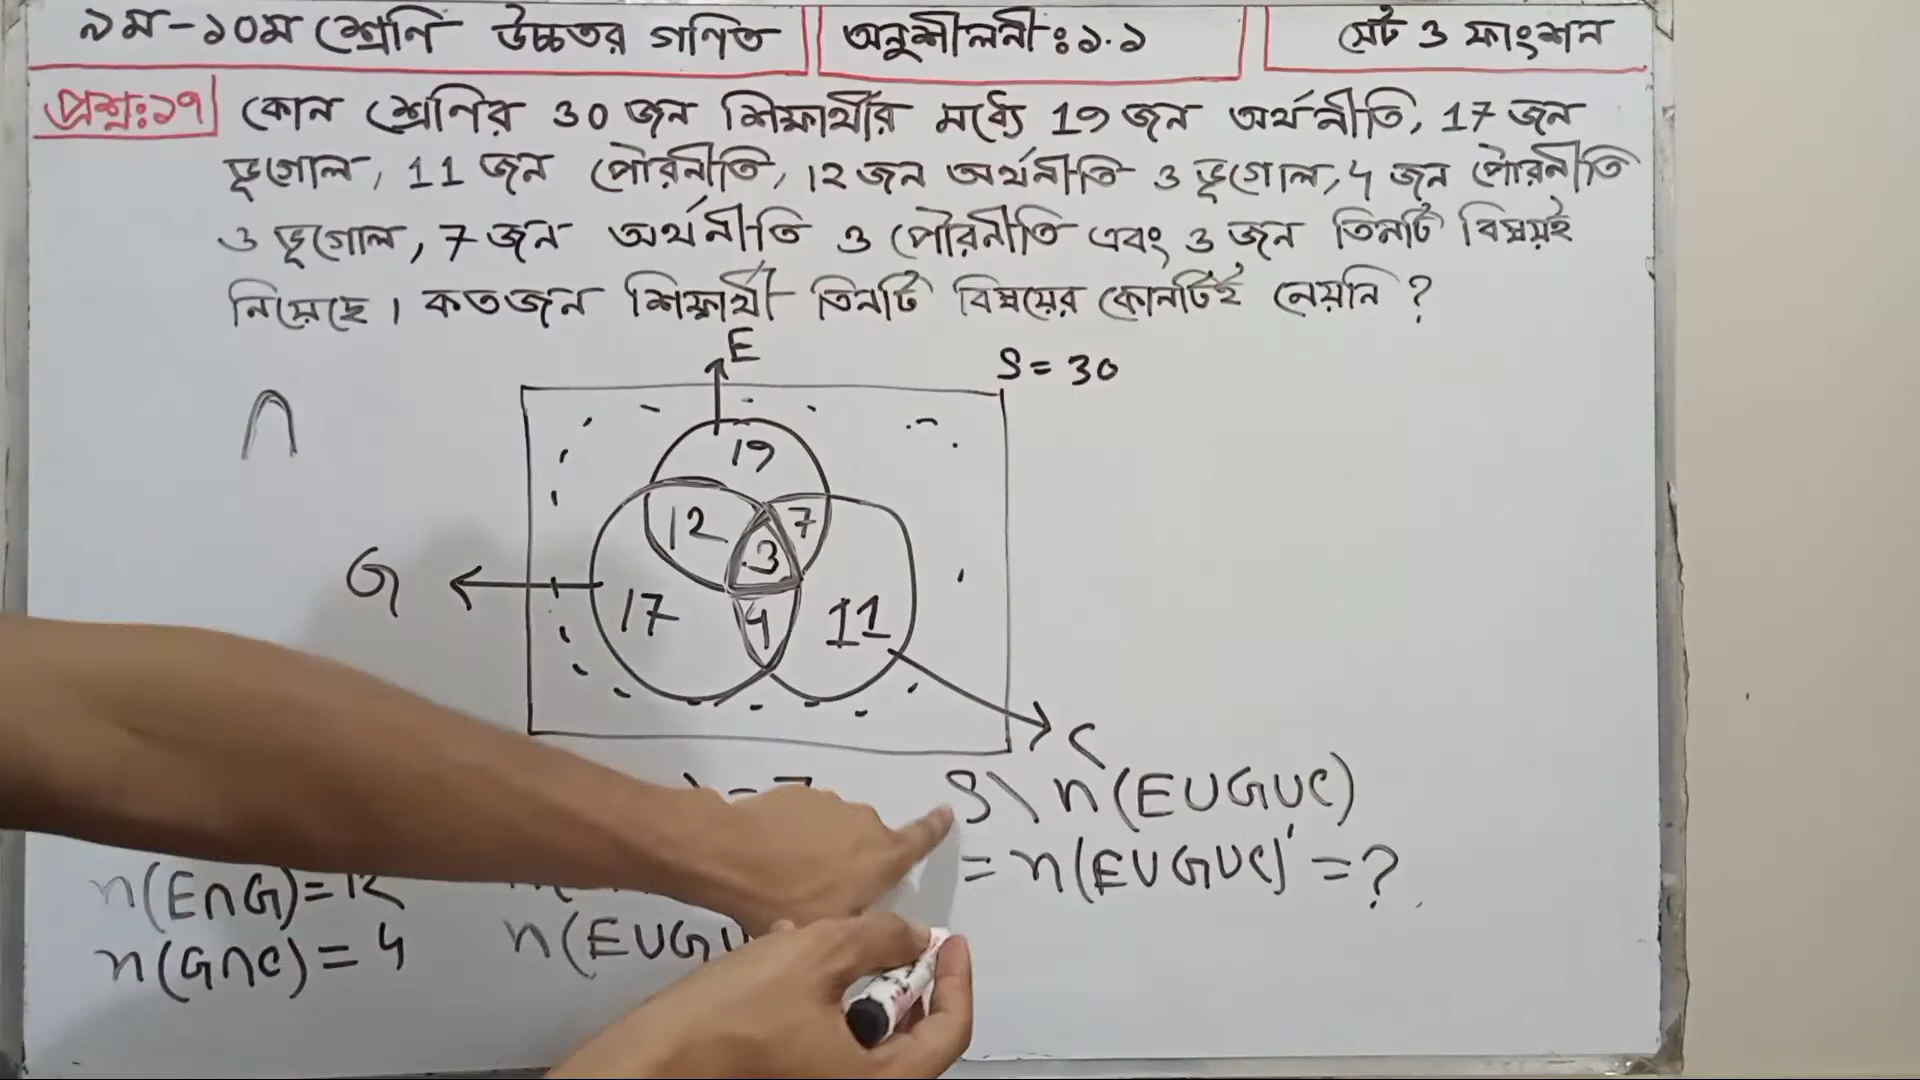 ৯ম-১০ম শ্রেণি উচ্চতর গণিত
অনুশীলনী: ১.১
সেট ও ফাংশন
প্রশ্ন: ১৭
কোন শ্রেণির 30 জন শিক্ষার্থীর মধ্যে 19 জন অর্থনীতি, 17 জন
ভূগোল, 11 জন পৌরনীতি, 12 জন অর্থনীতি ও ভূগোল, 4 জন পৌরনীতি
ও ভূগোল, 7 জন অর্থনীতি ও পৌরনীতি এবং 3 জন তিনটি বিষয়ই
নিয়েছে। কতজন শিক্ষার্থী তিনটি বিষয়ের কোনটিই নেয়নি ?
E
S = 30
∩
19
12
7
3
G
17
4
11
C
S \ n(E∪G∪C)
= n(E∪G∪C)' = ?
n(E∩G) = 12
n(G∩C) = 4
n(E∪G∪